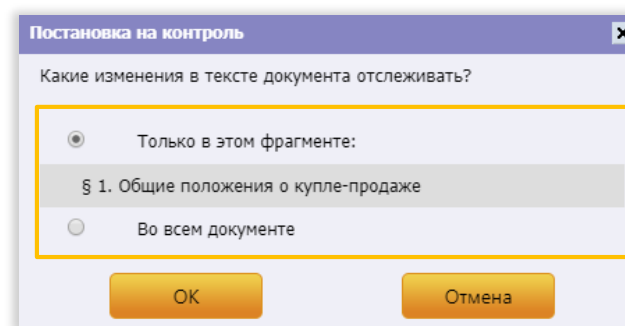 Постановка на контроль
Какие изменения в тексте документа отслеживать?
Только в этом фрагменте:
§ 1. Общие положения о купле-продаже
Во всем документе
ОК Отмена